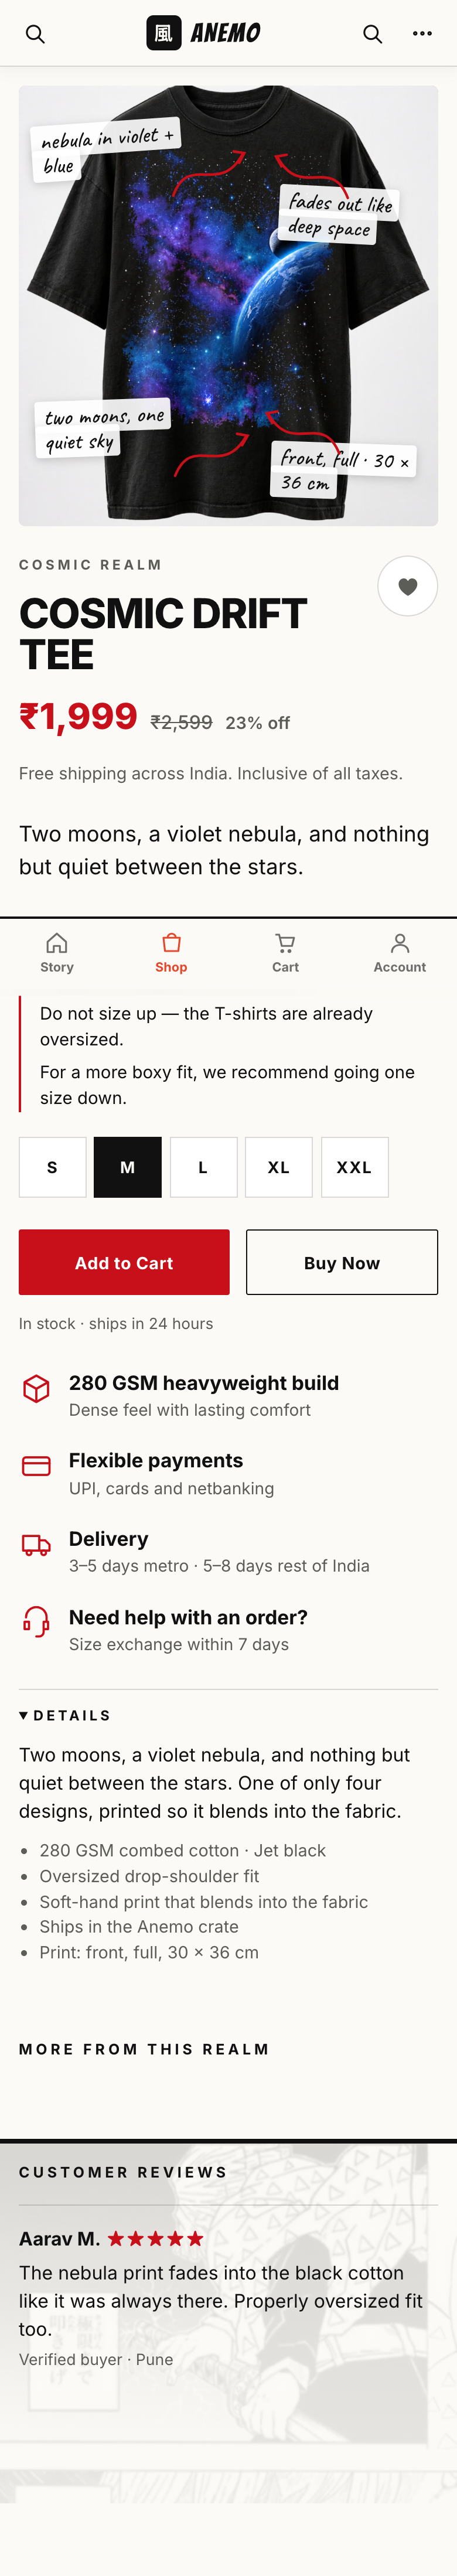 風 ANEMO
nebula in violet +
blue
fades out like
deep space
two moons, one
quiet sky
front, full · 30 ×
36 cm
COSMIC REALM
COSMIC DRIFT
TEE
₹1,999 ₹2,599 23% off
Free shipping across India. Inclusive of all taxes.
Two moons, a violet nebula, and nothing
but quiet between the stars.
Story Shop Cart Account
Do not size up — the T-shirts are already
oversized.
For a more boxy fit, we recommend going one
size down.
S M L XL XXL
Add to Cart Buy Now
In stock · ships in 24 hours
280 GSM heavyweight build
Dense feel with lasting comfort
Flexible payments
UPI, cards and netbanking
Delivery
3–5 days metro · 5–8 days rest of India
Need help with an order?
Size exchange within 7 days
▼ DETAILS
Two moons, a violet nebula, and nothing but
quiet between the stars. One of only four
designs, printed so it blends into the fabric.
• 280 GSM combed cotton · Jet black
• Oversized drop-shoulder fit
• Soft-hand print that blends into the fabric
• Ships in the Anemo crate
• Print: front, full, 30 × 36 cm
MORE FROM THIS REALM
CUSTOMER REVIEWS
Aarav M. ★★★★★
The nebula print fades into the black cotton
like it was always there. Properly oversized fit
too.
Verified buyer · Pune